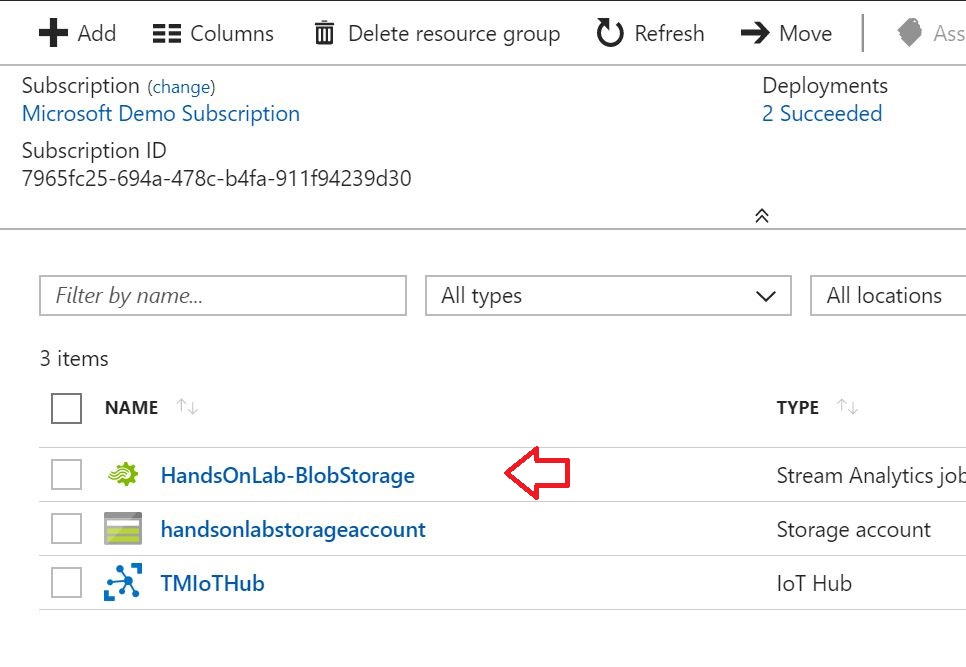 Add Columns Delete resource group Refresh Move Ass
Subscription (change) Deployments
Microsoft Demo Subscription 2 Succeeded
Subscription ID
7965fc25-694a-478c-b4fa-911f94239d30
Filter by name... All types All locations
3 items
NAME TYPE
HandsOnLab-BlobStorage Stream Analytics job
handsonlabstorageaccount Storage account
TMIoTHub IoT Hub